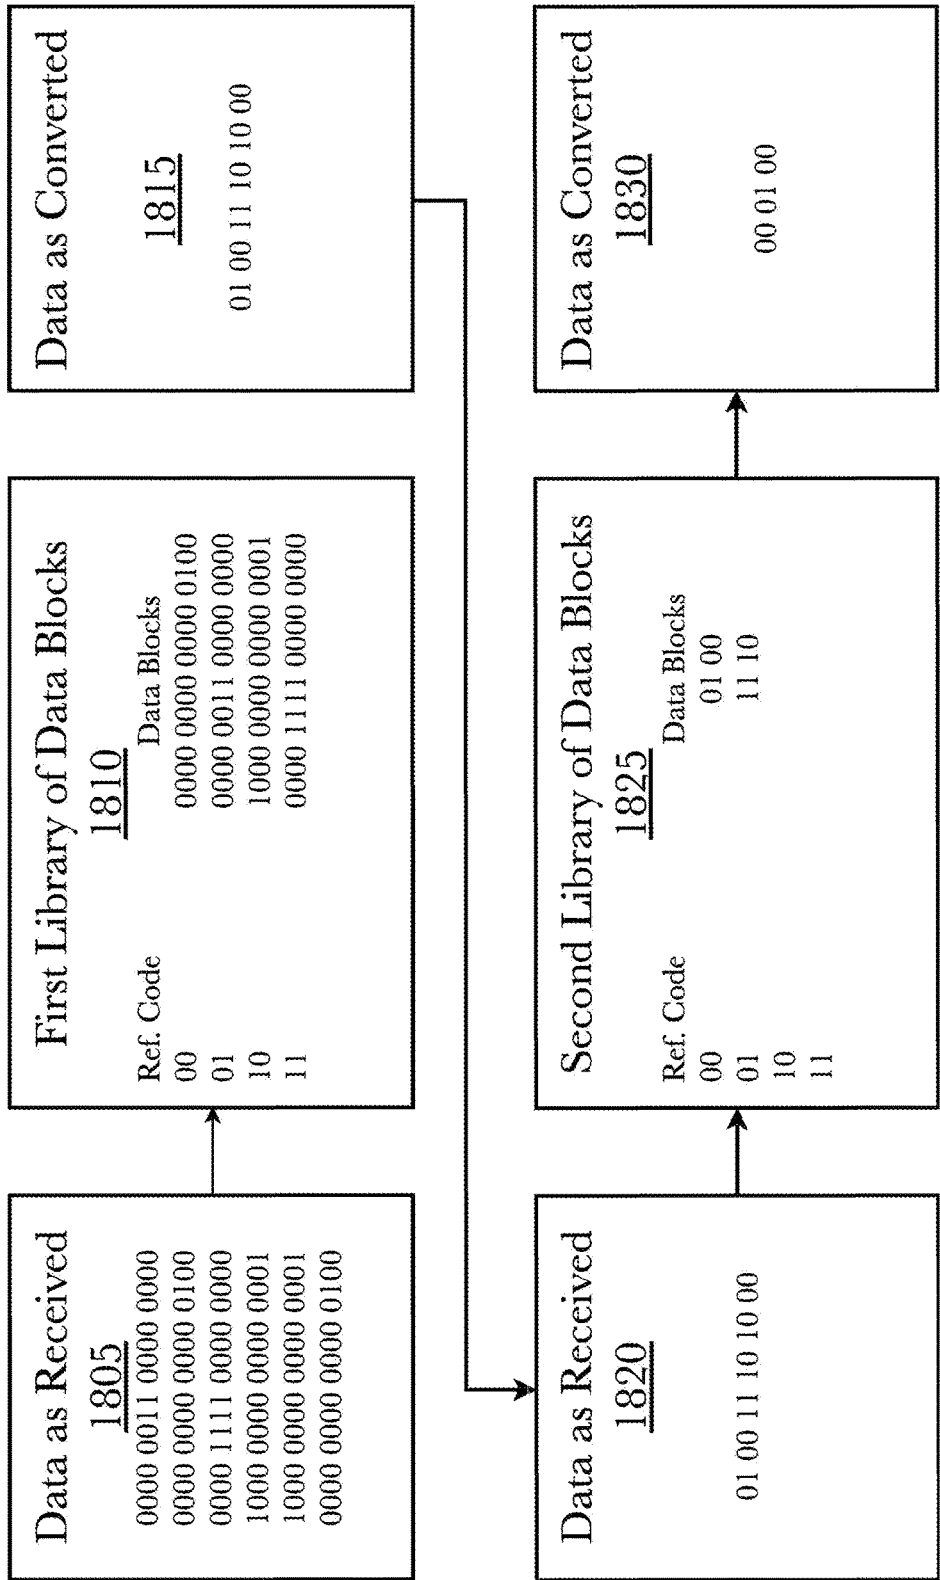 Data as Received
1805
0000 0011 0000 0000
0000 0000 0000 0100
0000 1111 0000 0000
1000 0000 0000 0001
1000 0000 0000 0001
0000 0000 0000 0100
First Library of Data Blocks
1810
Ref. Code Data Blocks
00 0000 0000 0000 0100
01 0000 0011 0000 0000
10 1000 0000 0000 0001
11 0000 1111 0000 0000
Data as Converted
1815
01 00 11 10 10 00
Data as Received
1820
01 00 11 10 10 00
Second Library of Data Blocks
1825
Ref. Code Data Blocks
00 01 00
01 11 10
10
11
Data as Converted
1830
00 01 00